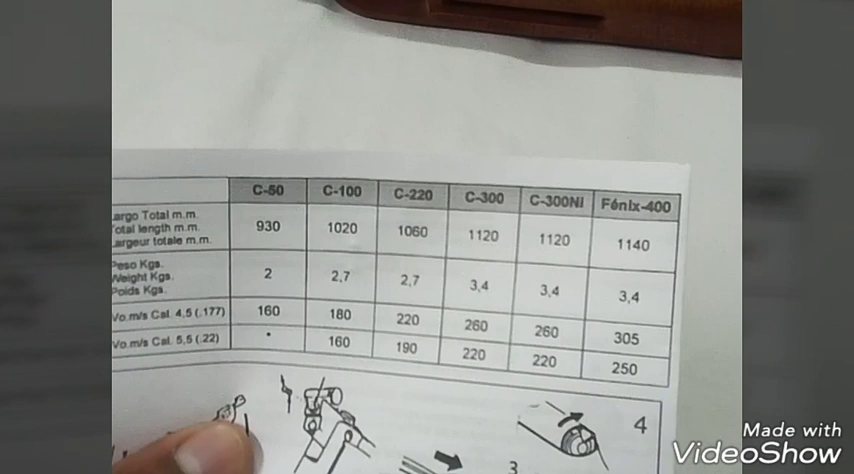 C-50 C-100 C-220 C-300 C-300NI Fénix-400
argo Total m.m.
Total length m.m.
Largeur totale m.m.
930 1020 1060 1120 1120 1140
Peso Kgs.
Weight Kgs.
Poids Kgs.
2 2,7 2,7 3,4 3,4 3,4
Vo.m/s Cal. 4,5 (.177) 160 180 220 260 260 305
Vo.m/s Cal. 5,5 (.22) • 160 190 220 220 250
4
3
Made with
VideoShow